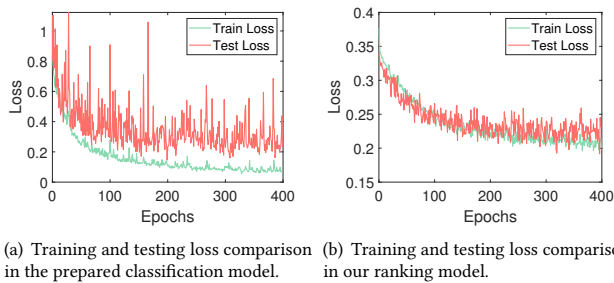 Train Loss
Test Loss
1
0.8
0.6
0.4
0.2
0
Loss
0 100 200 300 400
Epochs
Train Loss
Test Loss
0.4
0.35
0.3
0.25
0.2
0.15
Loss
0 100 200 300 400
Epochs
(a) Training and testing loss comparison
in the prepared classification model.
(b) Training and testing loss comparis
in our ranking model.